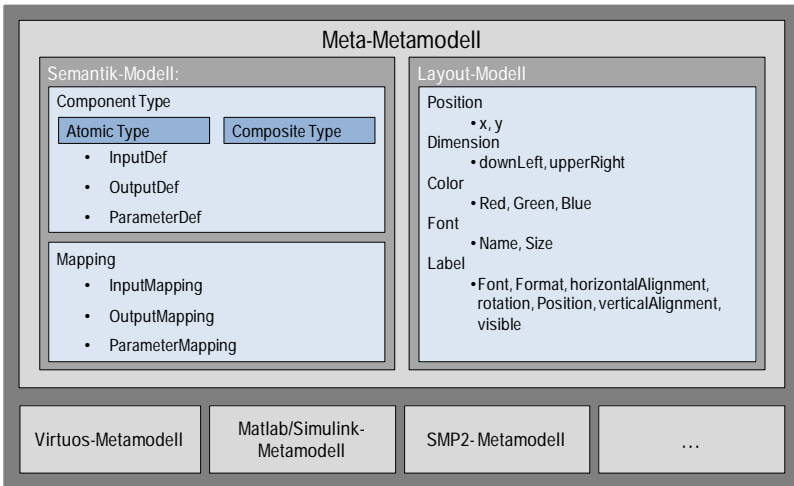 Meta-Metamodell
Semantik-Modell:
Component Type
Atomic Type
Composite Type
• InputDef
• OutputDef
• ParameterDef
Mapping
• InputMapping
• OutputMapping
• ParameterMapping
Layout-Modell
Position
• x, y
Dimension
• downLeft, upperRight
Color
• Red, Green, Blue
Font
• Name, Size
Label
• Font, Format, horizontalAlignment,
rotation, Position, verticalAlignment,
visible
Virtuos-Metamodell
Matlab/Simulink-
Metamodell
SMP2- Metamodell
...